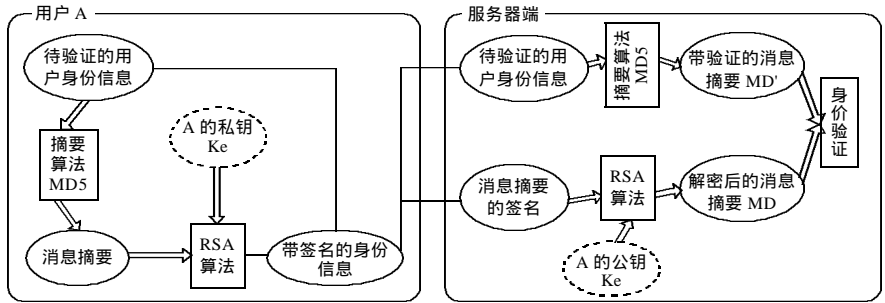 用户 A
待验证的用
户身份信息
摘要
算法
MD5
消息摘要
A 的私钥
Ke
RSA
算法
带签名的身份
信息
服务器端
待验证的用
户身份信息
摘要算法
MD5
带验证的消息
摘要 MD'
身
价
验
证
消息摘要
的签名
RSA
算法
解密后的消息
摘要 MD
A 的公钥
Ke